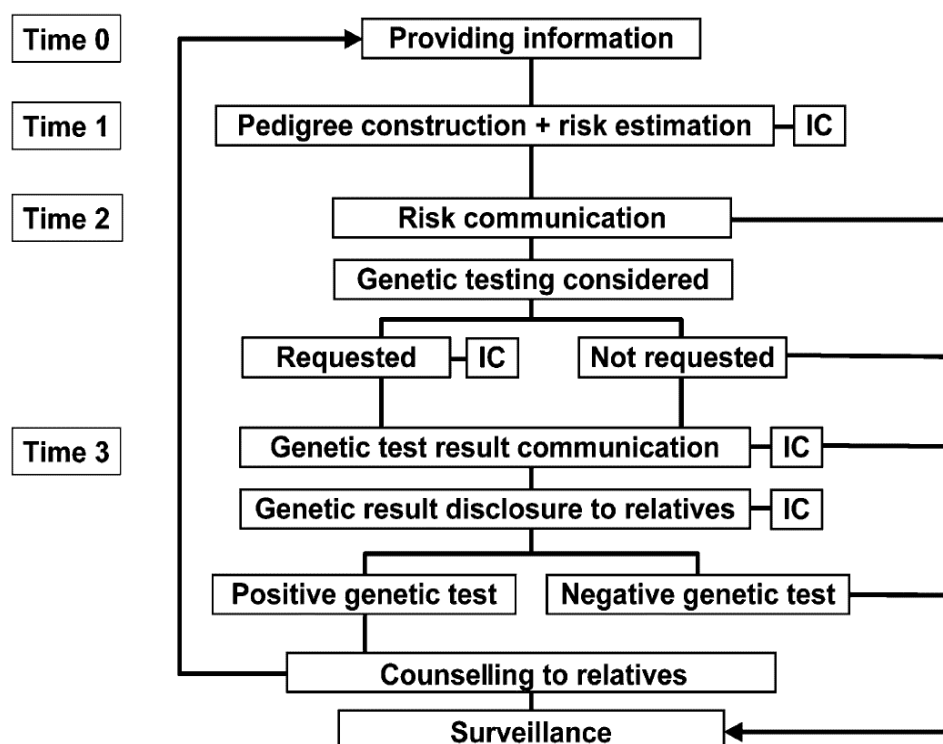 Time 0
Providing information
Time 1
Pedigree construction + risk estimation
IC
Time 2
Risk communication
Genetic testing considered
Requested
IC
Not requested
Time 3
Genetic test result communication
IC
Genetic result disclosure to relatives
IC
Positive genetic test
Negative genetic test
Counselling to relatives
Surveillance